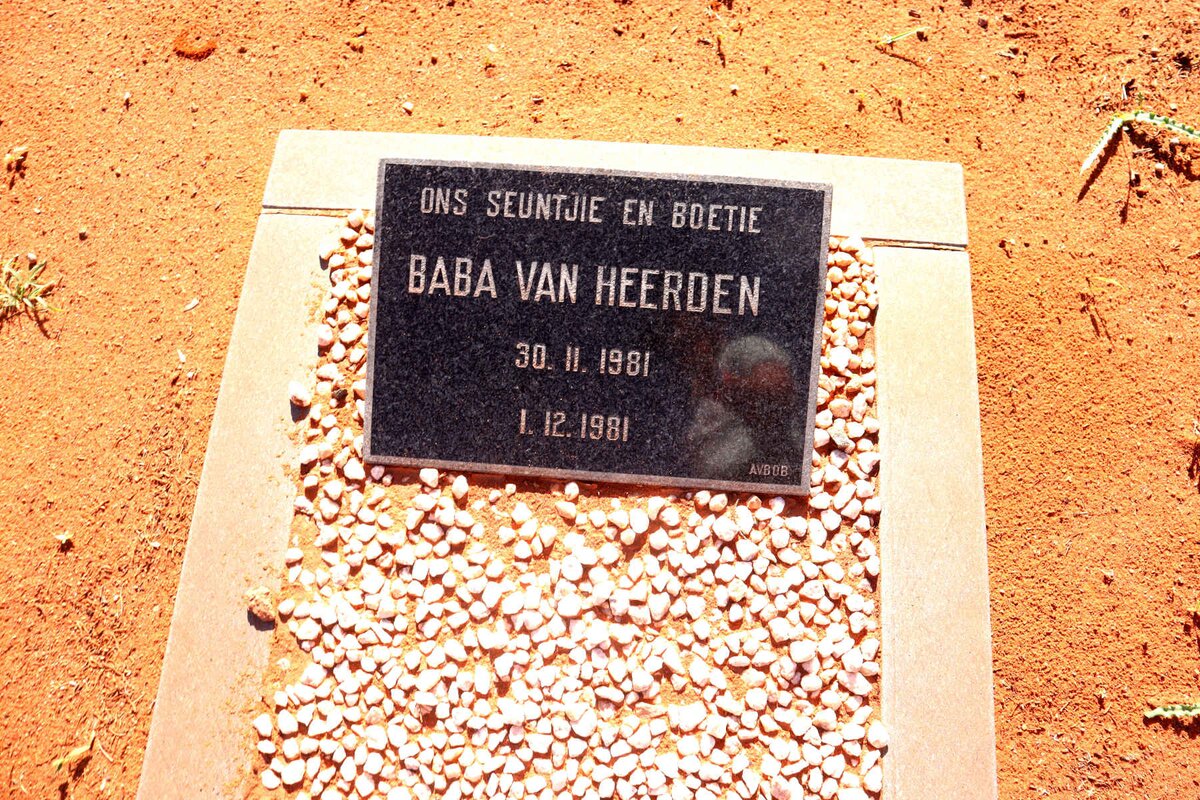 ONS SEUNTJIE EN BOETIE
BABA VAN HEERDEN
30. 11. 1981
1. 12. 1981
AVBOB